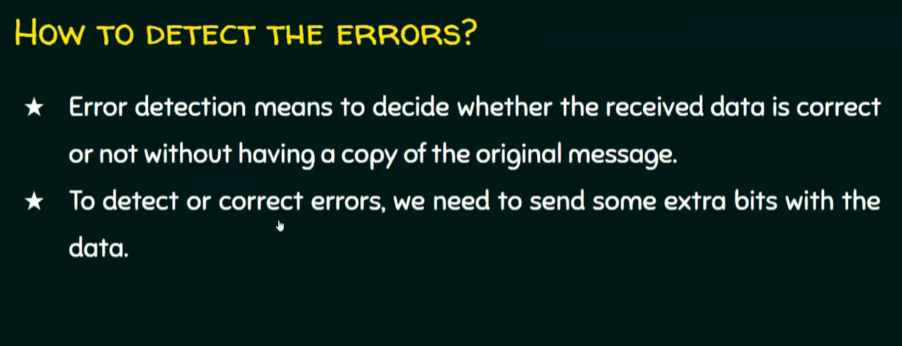 HOW TO DETECT THE ERRORS?
★ Error detection means to decide whether the received data is correct
or not without having a copy of the original message.
★ To detect or correct errors, we need to send some extra bits with the
data.